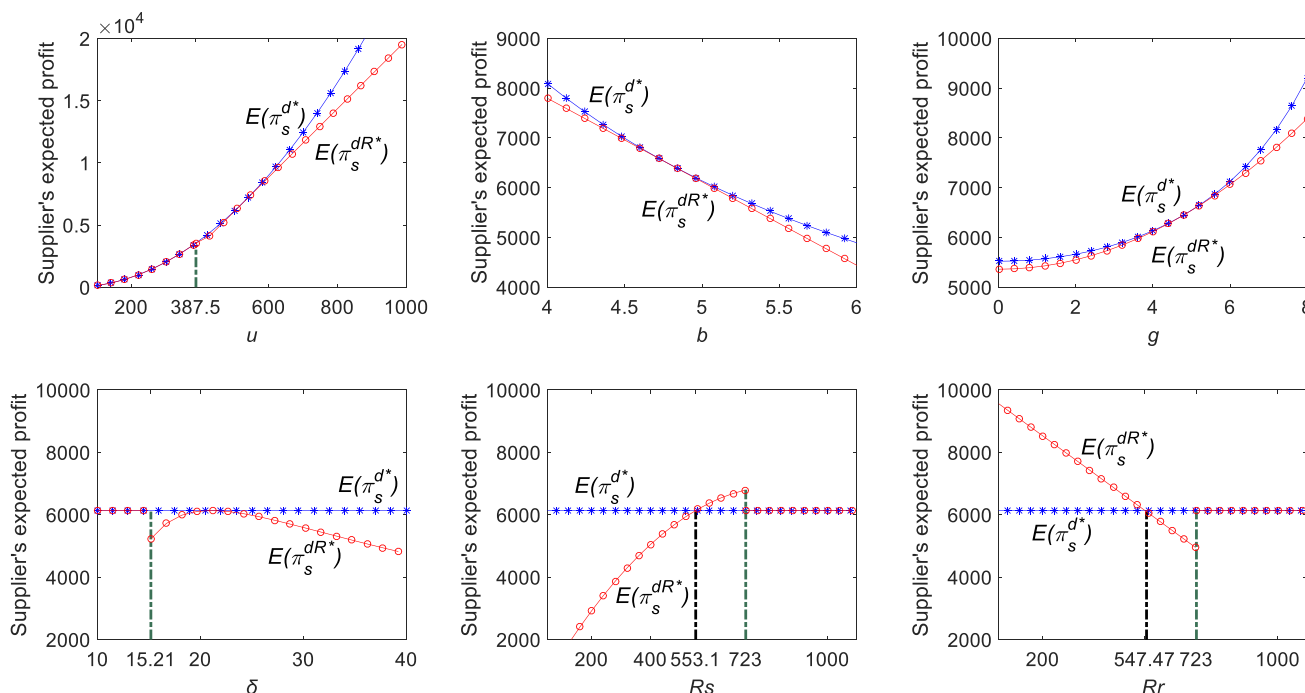 ×10^4
2
1.5
1
0.5
0
200
387.5
600
800
1000
u
Supplier's expected profit
E(π_s^{d*})
E(π_s^{dR*})
9000
8000
7000
6000
5000
4000
4
4.5
5
5.5
6
b
Supplier's expected profit
E(π_s^{d*})
E(π_s^{dR*})
10000
9000
8000
7000
6000
5000
0
2
4
6
8
g
Supplier's expected profit
E(π_s^{d*})
E(π_s^{dR*})
10000
8000
6000
4000
2000
10
15.21
20
30
40
δ
Supplier's expected profit
E(π_s^{d*})
E(π_s^{dR*})
10000
8000
6000
4000
2000
200
400
553.1
723
1000
Rs
Supplier's expected profit
E(π_s^{d*})
E(π_s^{dR*})
10000
8000
6000
4000
2000
200
547.47
723
1000
Rr
Supplier's expected profit
E(π_s^{dR*})
E(π_s^{d*})